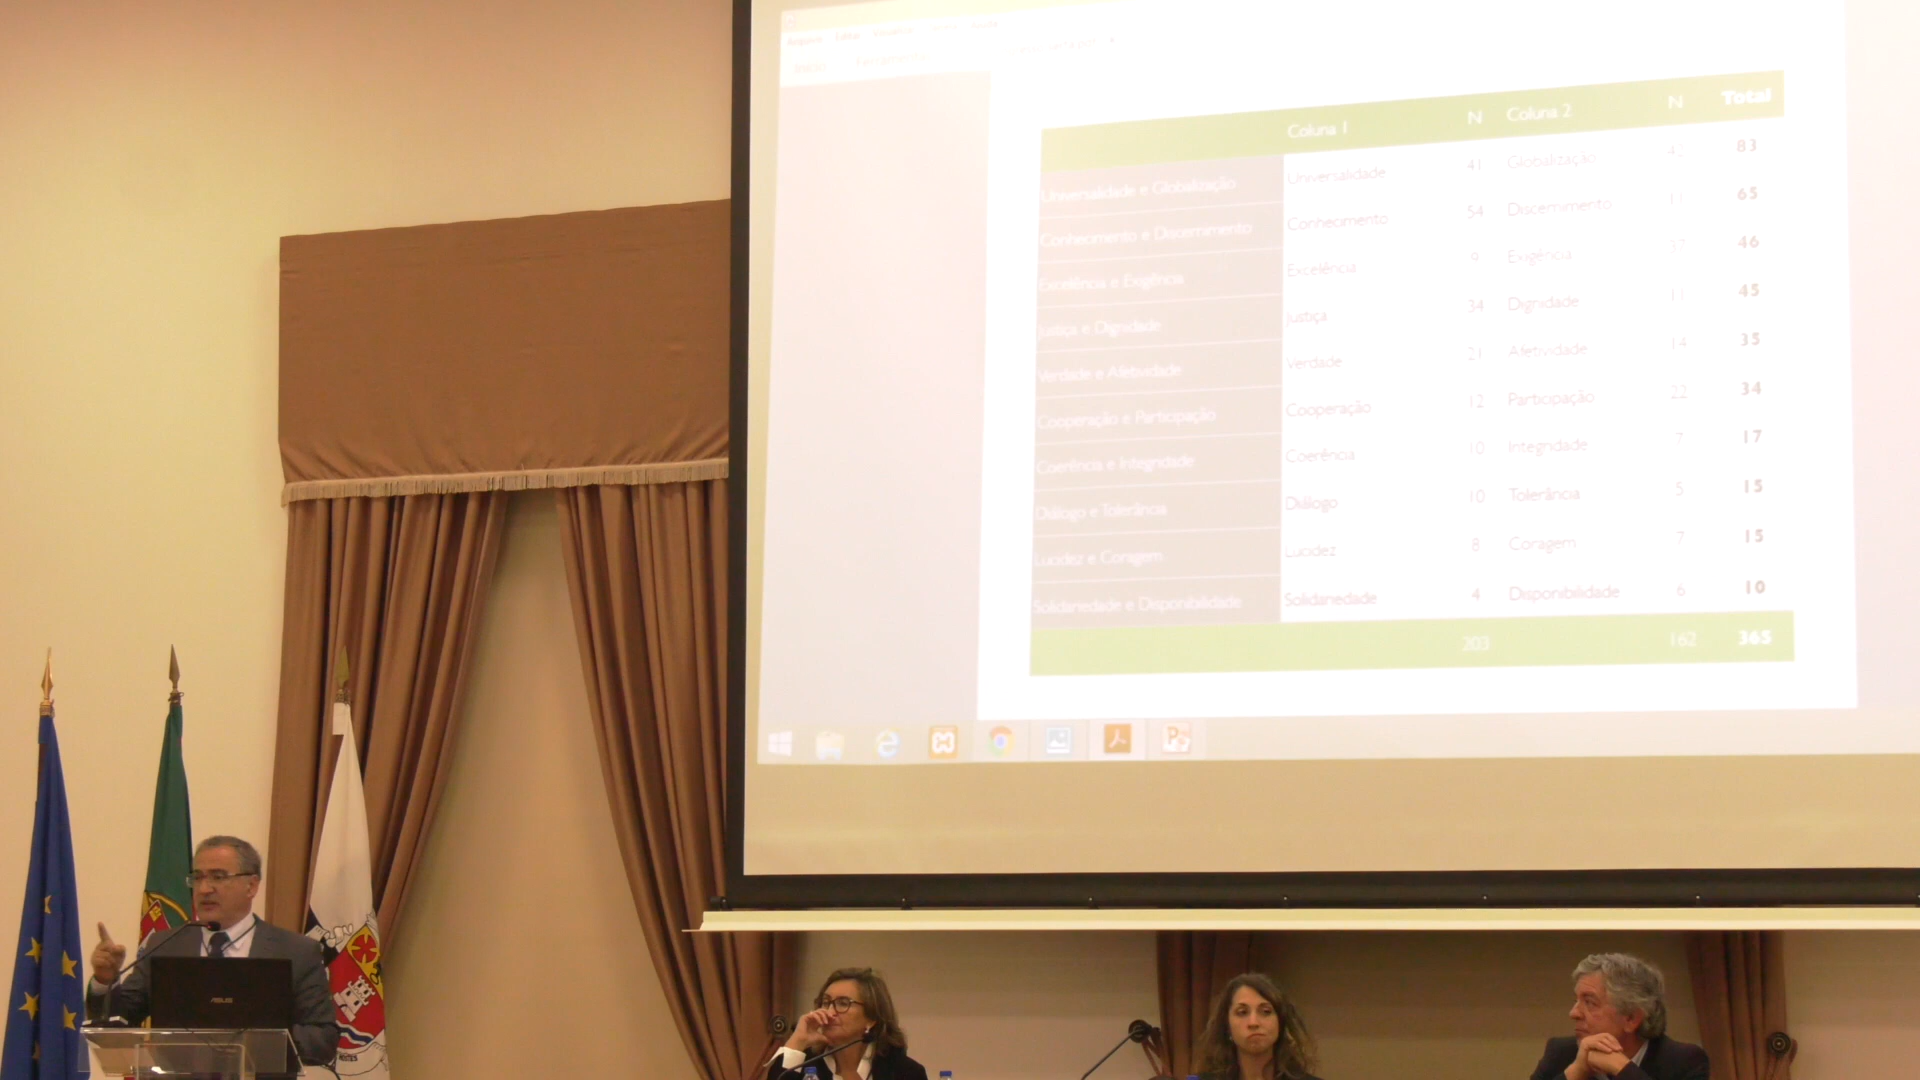 Coluna 1 N Coluna 2 N Total
Universalidade e Globalização Universalidade 41 Globalização 42 83
Conhecimento e Discernimento Conhecimento 54 Discernimento 11 65
Excelência e Exigência Excelência 9 Exigência 37 46
Justiça e Dignidade Justiça 34 Dignidade 11 45
Verdade e Afetividade Verdade 21 Afetividade 14 35
Cooperação e Participação Cooperação 12 Participação 22 34
Coerência e Integridade Coerência 10 Integridade 7 17
Diálogo e Tolerância Diálogo 10 Tolerância 5 15
Lucidez e Coragem Lucidez 8 Coragem 7 15
Solidariedade e Disponibilidade Solidariedade 4 Disponibilidade 6 10
203 162 365
ASUS